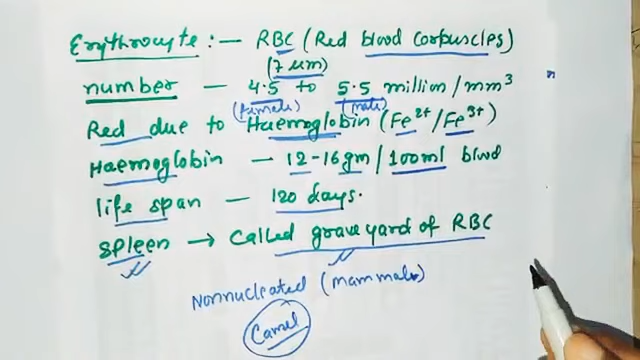 Erythrocyte :- RBC (Red blood corpuscles)
(7 μm)
number - 4.5 to 5.5 million/mm³
(female) (male)
Red due to Haemoglobin (Fe²⁺/Fe³⁺)
Haemoglobin - 12-16 gm/100ml blood
life span - 120 days.
spleen → Called graveyard of RBC
Nonnucleated (mammals)
Camel